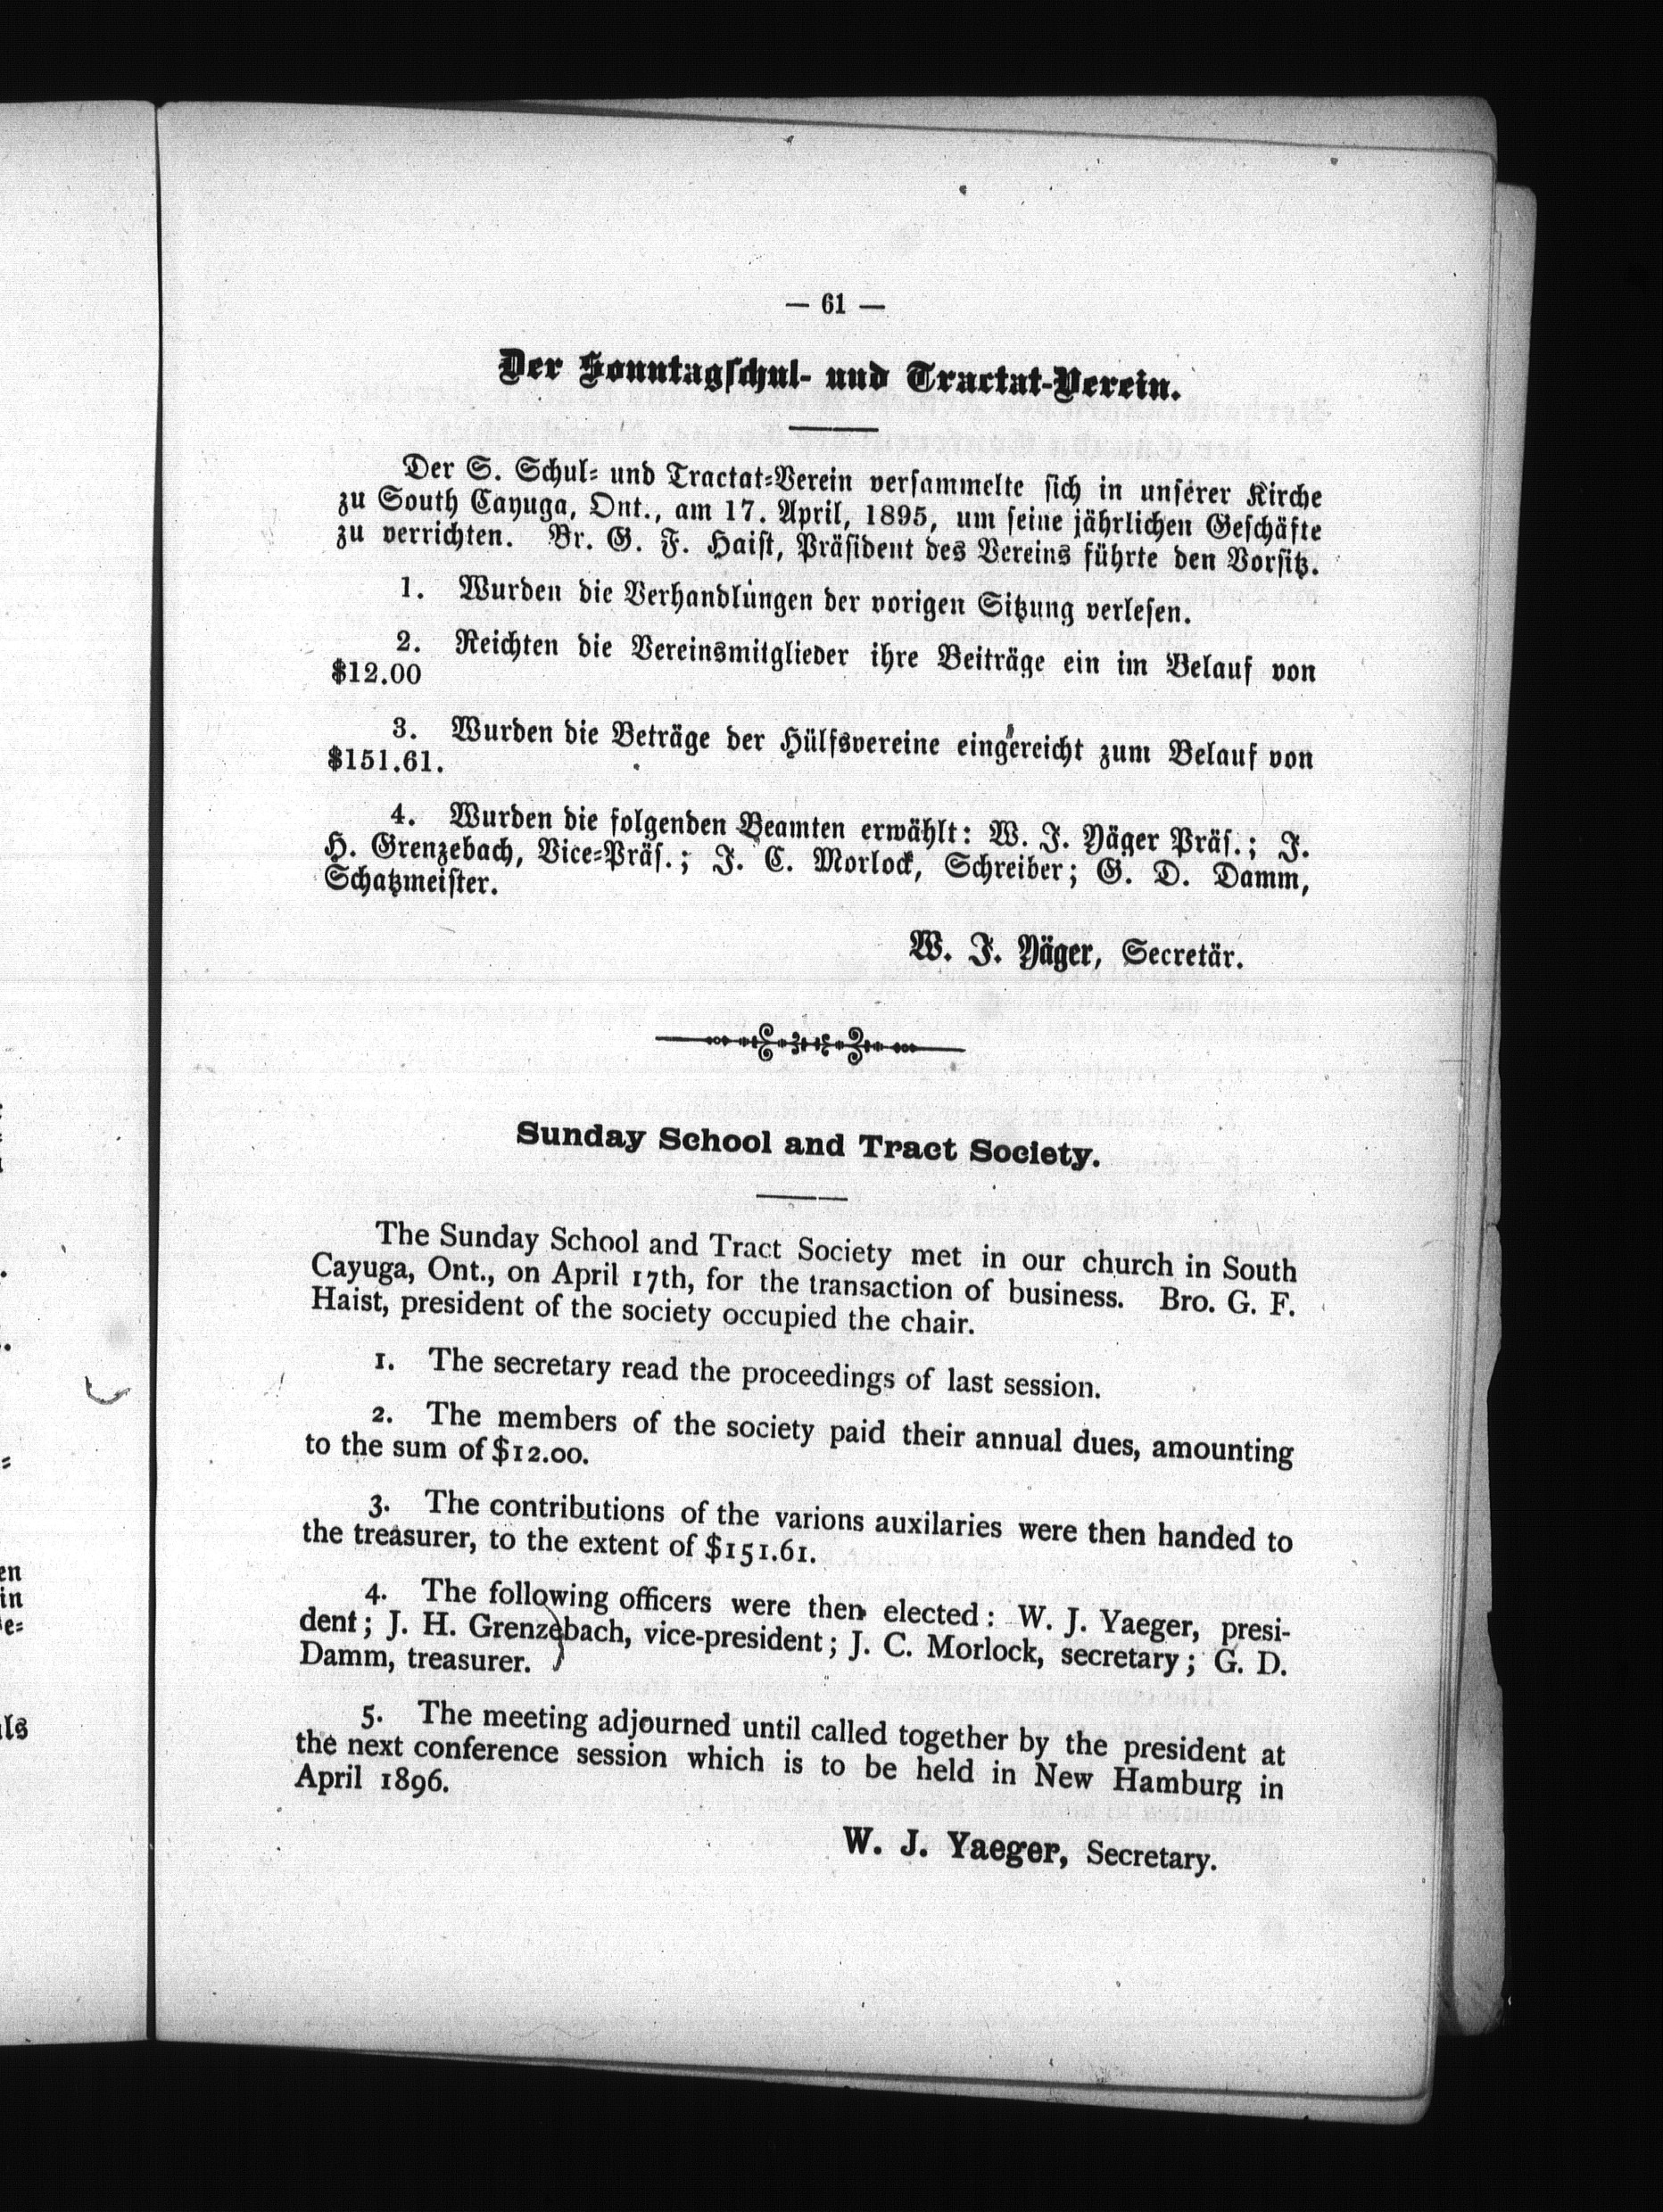 — 61 —
Der Sonntagschul- und Tractat-Verein.
Der S. Schul- und Tractat-Verein versammelte sich in unserer Kirche
zu South Cayuga, Ont., am 17. April, 1895, um seine jährlichen Geschäfte
zu verrichten. Br. G. F. Haist, Präsident des Vereins führte den Vorsitz.
1. Wurden die Verhandlungen der vorigen Sitzung verlesen.
2. Reichten die Vereinsmitglieder ihre Beiträge ein im Belauf von
$12.00
3. Wurden die Beträge der Hülfsvereine eingereicht zum Belauf von
$151.61.
4. Wurden die folgenden Beamten erwählt: W. J. Yäger Präs.; J.
H. Grenzebach, Vice-Präs.; J. C. Morlock, Schreiber; G. D. Damm,
Schatzmeister.
W. J. Yäger, Secretär.
Sunday School and Tract Society.
The Sunday School and Tract Society met in our church in South
Cayuga, Ont., on April 17th, for the transaction of business. Bro. G. F.
Haist, president of the society occupied the chair.
1. The secretary read the proceedings of last session.
2. The members of the society paid their annual dues, amounting
to the sum of $12.00.
3. The contributions of the varions auxilaries were then handed to
the treasurer, to the extent of $151.61.
4. The following officers were then elected: W. J. Yaeger, presi-
dent; J. H. Grenzebach, vice-president; J. C. Morlock, secretary; G. D.
Damm, treasurer.
5. The meeting adjourned until called together by the president at
the next conference session which is to be held in New Hamburg in
April 1896.
W. J. Yaeger, Secretary.